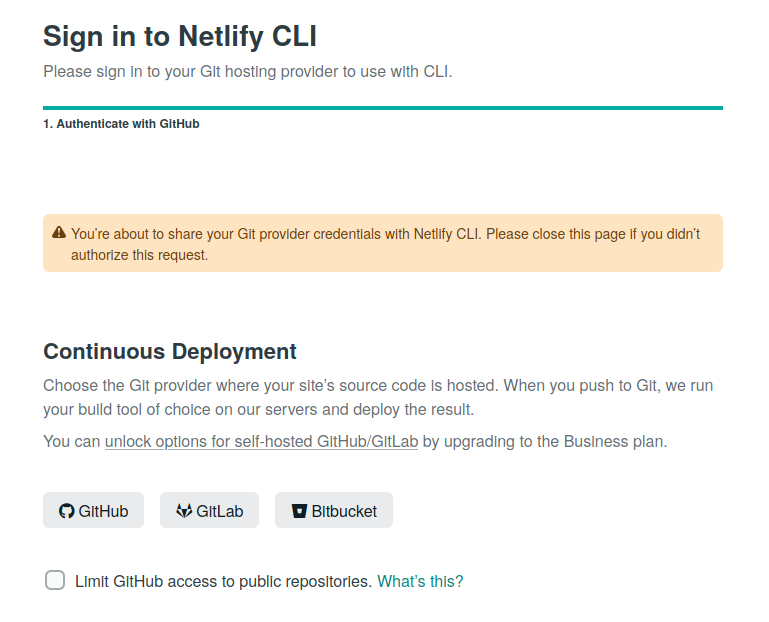 Sign in to Netlify CLI
Please sign in to your Git hosting provider to use with CLI.
1. Authenticate with GitHub
You’re about to share your Git provider credentials with Netlify CLI. Please close this page if you didn’t
authorize this request.
Continuous Deployment
Choose the Git provider where your site’s source code is hosted. When you push to Git, we run
your build tool of choice on our servers and deploy the result.
You can unlock options for self-hosted GitHub/GitLab by upgrading to the Business plan.
GitHub GitLab Bitbucket
Limit GitHub access to public repositories. What’s this?